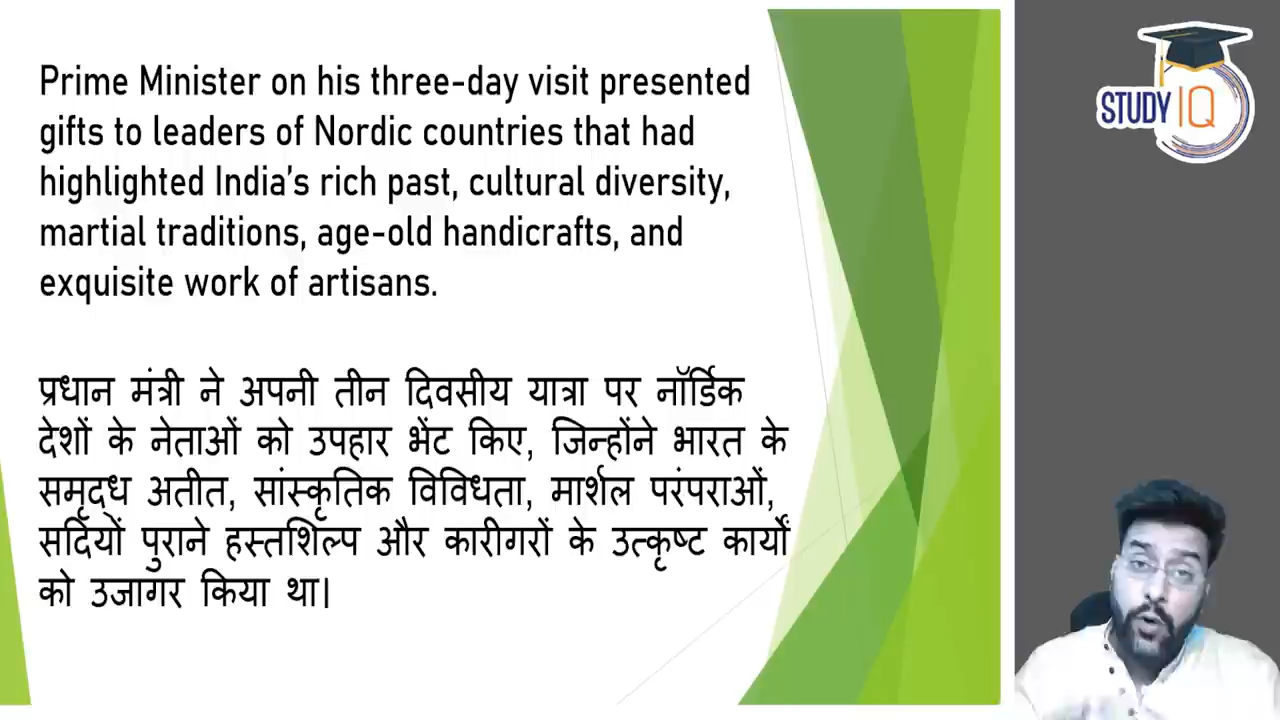 Prime Minister on his three-day visit presented
gifts to leaders of Nordic countries that had
highlighted India's rich past, cultural diversity,
martial traditions, age-old handicrafts, and
exquisite work of artisans.
प्रधान मंत्री ने अपनी तीन दिवसीय यात्रा पर नॉर्डिक
देशों के नेताओं को उपहार भेंट किए, जिन्होंने भारत के
समृद्ध अतीत, सांस्कृतिक विविधता, मार्शल परंपराओं,
सदियों पुराने हस्तशिल्प और कारीगरों के उत्कृष्ट कार्यों
को उजागर किया था।
STUDY IQ